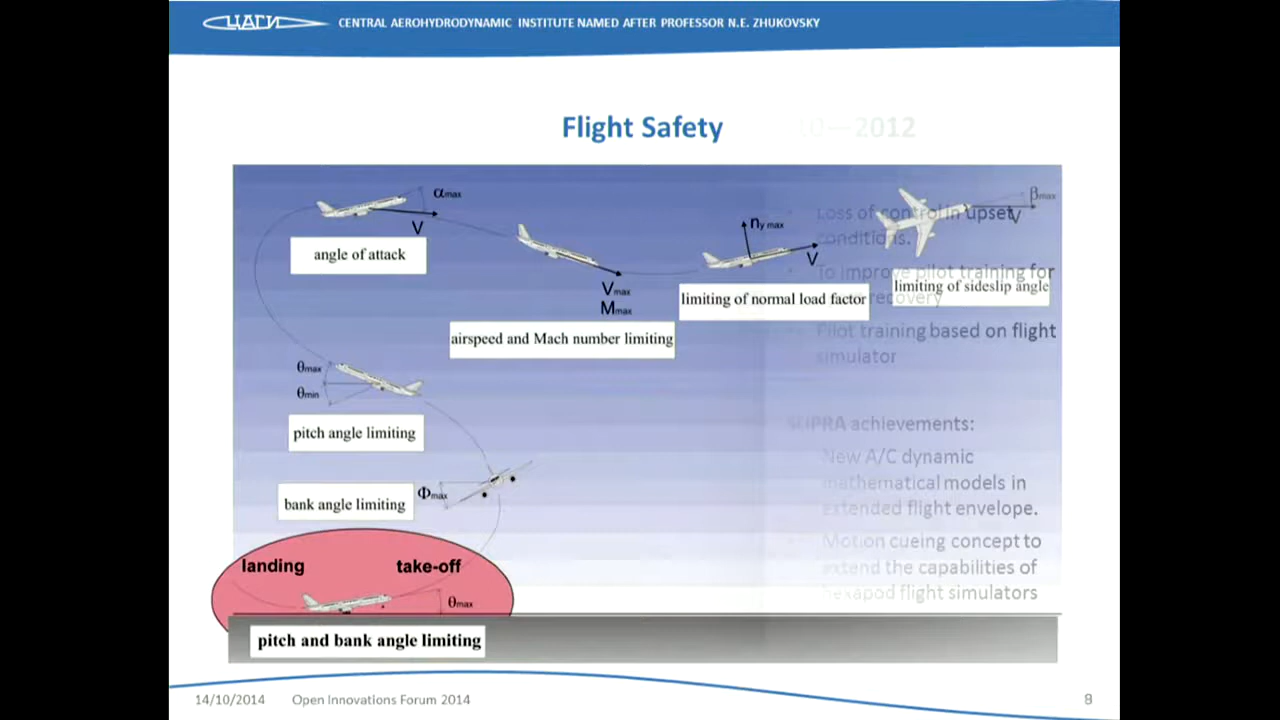 ЦАГИ
CENTRAL AEROHYDRODYNAMIC INSTITUTE NAMED AFTER PROFESSOR N.E. ZHUKOVSKY
Flight Safety
2012
αmax
V
angle of attack
Vmax
Mmax
airspeed and Mach number limiting
ny max
V
limiting of normal load factor
βmax
V
limiting of sideslip angle
Loss of control in upset
conditions.
To improve pilot training for
recovery
Pilot training based on flight
simulator
θmax
θmin
pitch angle limiting
Φmax
bank angle limiting
SUPRA achievements:
New A/C dynamic
mathematical models in
extended flight envelope.
Motion cueing concept to
extend the capabilities of
hexapod flight simulators
landing
take-off
θmax
pitch and bank angle limiting
14/10/2014
Open Innovations Forum 2014
8